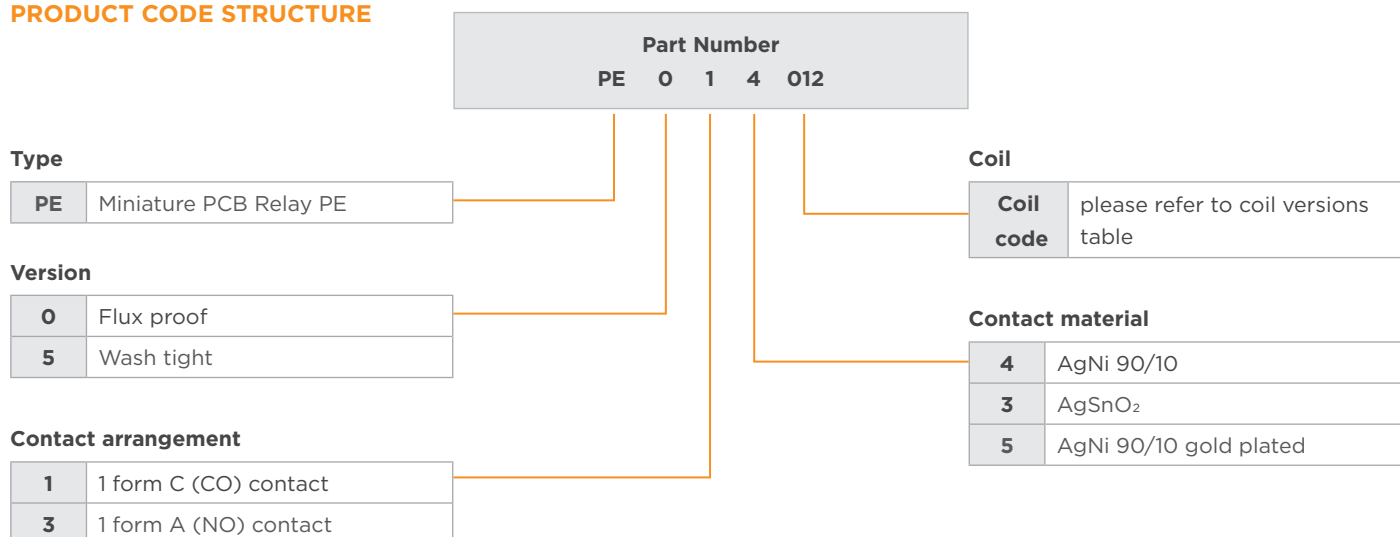 PRODUCT CODE STRUCTURE
Part Number
PE 0 1 4 012
Type
PE Miniature PCB Relay PE
Version
0 Flux proof
5 Wash tight
Contact arrangement
1 1 form C (CO) contact
3 1 form A (NO) contact
Coil
Coil code please refer to coil versions
table
Contact material
4 AgNi 90/10
3 AgSnO₂
5 AgNi 90/10 gold plated